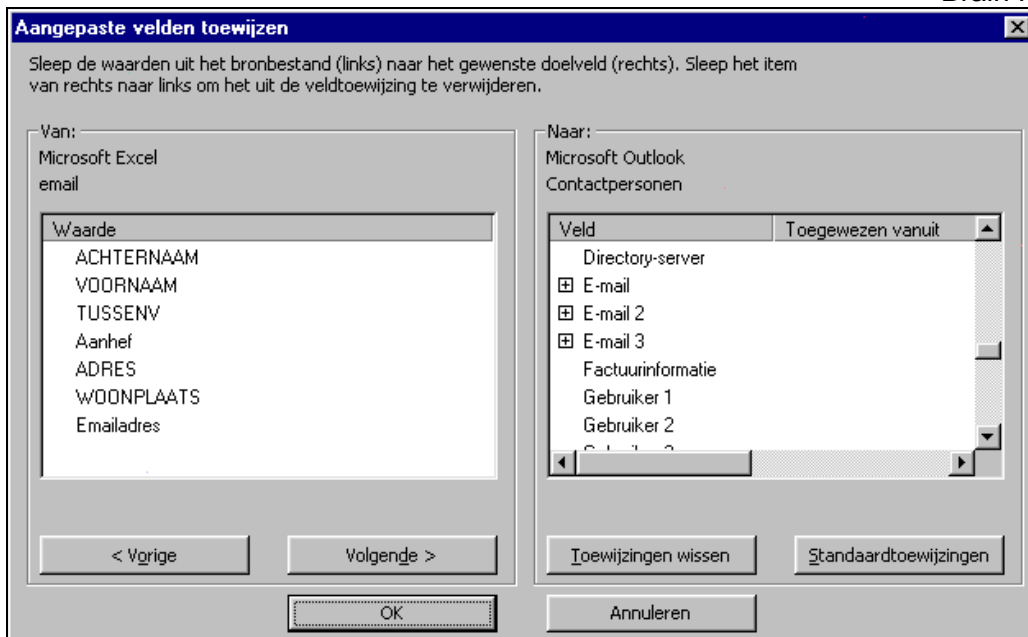 Aangepaste velden toewijzen
Sleep de waarden uit het bronbestand (links) naar het gewenste doelveld (rechts). Sleep het item
van rechts naar links om het uit de veldtoewijzing te verwijderen.
Van:
Microsoft Excel
email
Waarde
ACHTERNAAM
VOORNAAM
TUSSENV
Aanhef
ADRES
WOONPLAATS
Emailadres
< Vorige
Volgende >
Naar:
Microsoft Outlook
Contactpersonen
Veld Toegewezen vanuit
Directory-server
E-mail
E-mail 2
E-mail 3
Factuurinformatie
Gebruiker 1
Gebruiker 2
Toewijzingen wissen
Standaardtoewijzingen
OK
Annuleren